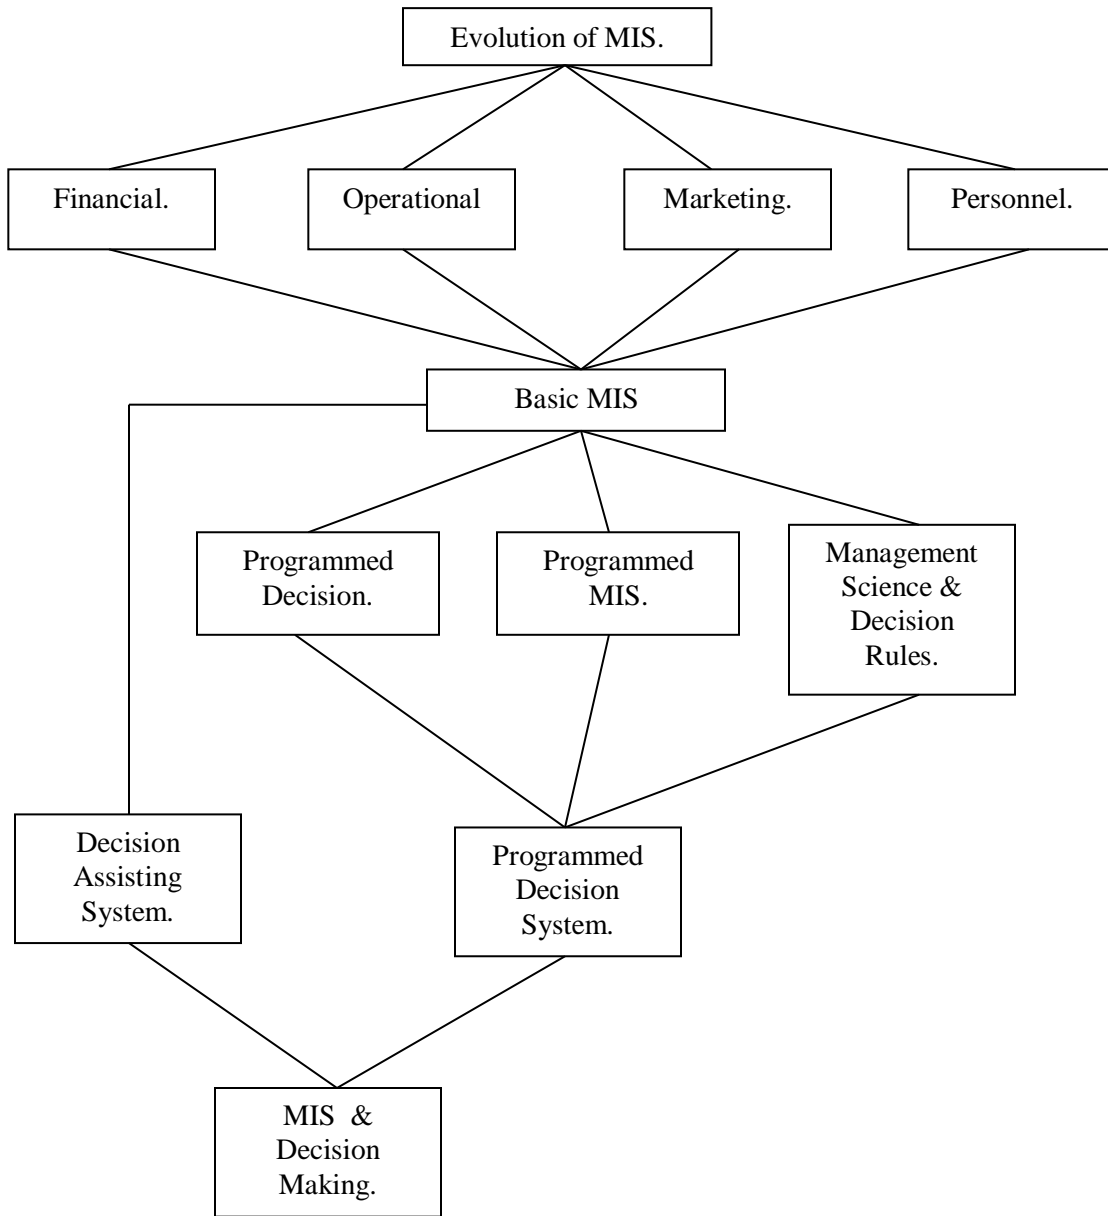 Evolution of MIS.
Financial.
Operational
Marketing.
Personnel.
Basic MIS
Programmed
Decision.
Programmed
MIS.
Management
Science &
Decision
Rules.
Decision
Assisting
System.
Programmed
Decision
System.
MIS &
Decision
Making.